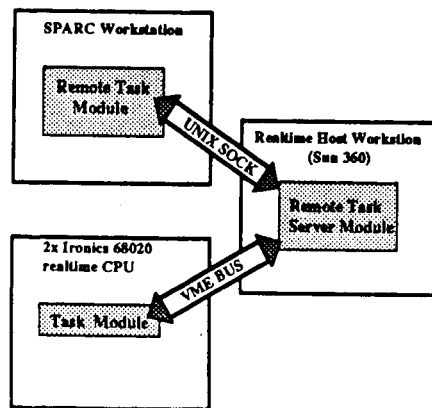 SPARC Workstation
Remote Task
Module
UNIX SOCK
Realtime Host Workstion
(Sun 360)
Remote Task
Server Module
2x Ironics 68020
realtime CPU
VME BUS
Task Module